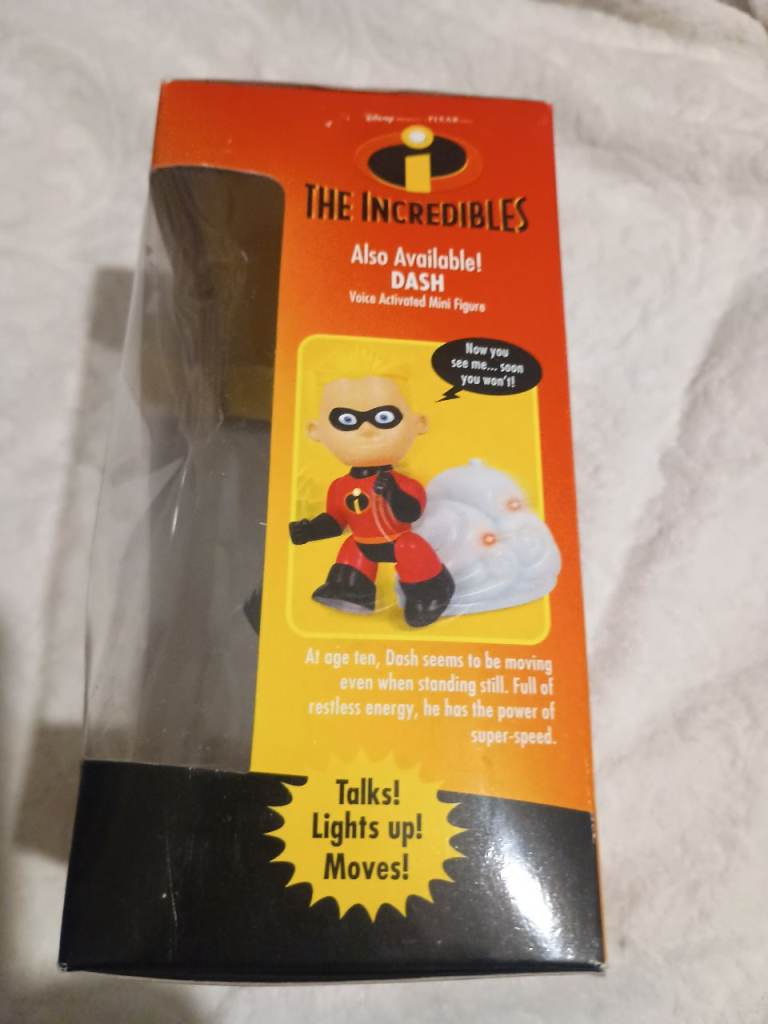 Disney PIXAR
THE INCREDIBLES
Also Available!
DASH
Voice Activated Mini Figure
Now you
see me... soon
you won't!
At age ten, Dash seems to be moving
even when standing still. Full of
restless energy, he has the power of
super-speed.
Talks!
Lights up!
Moves!